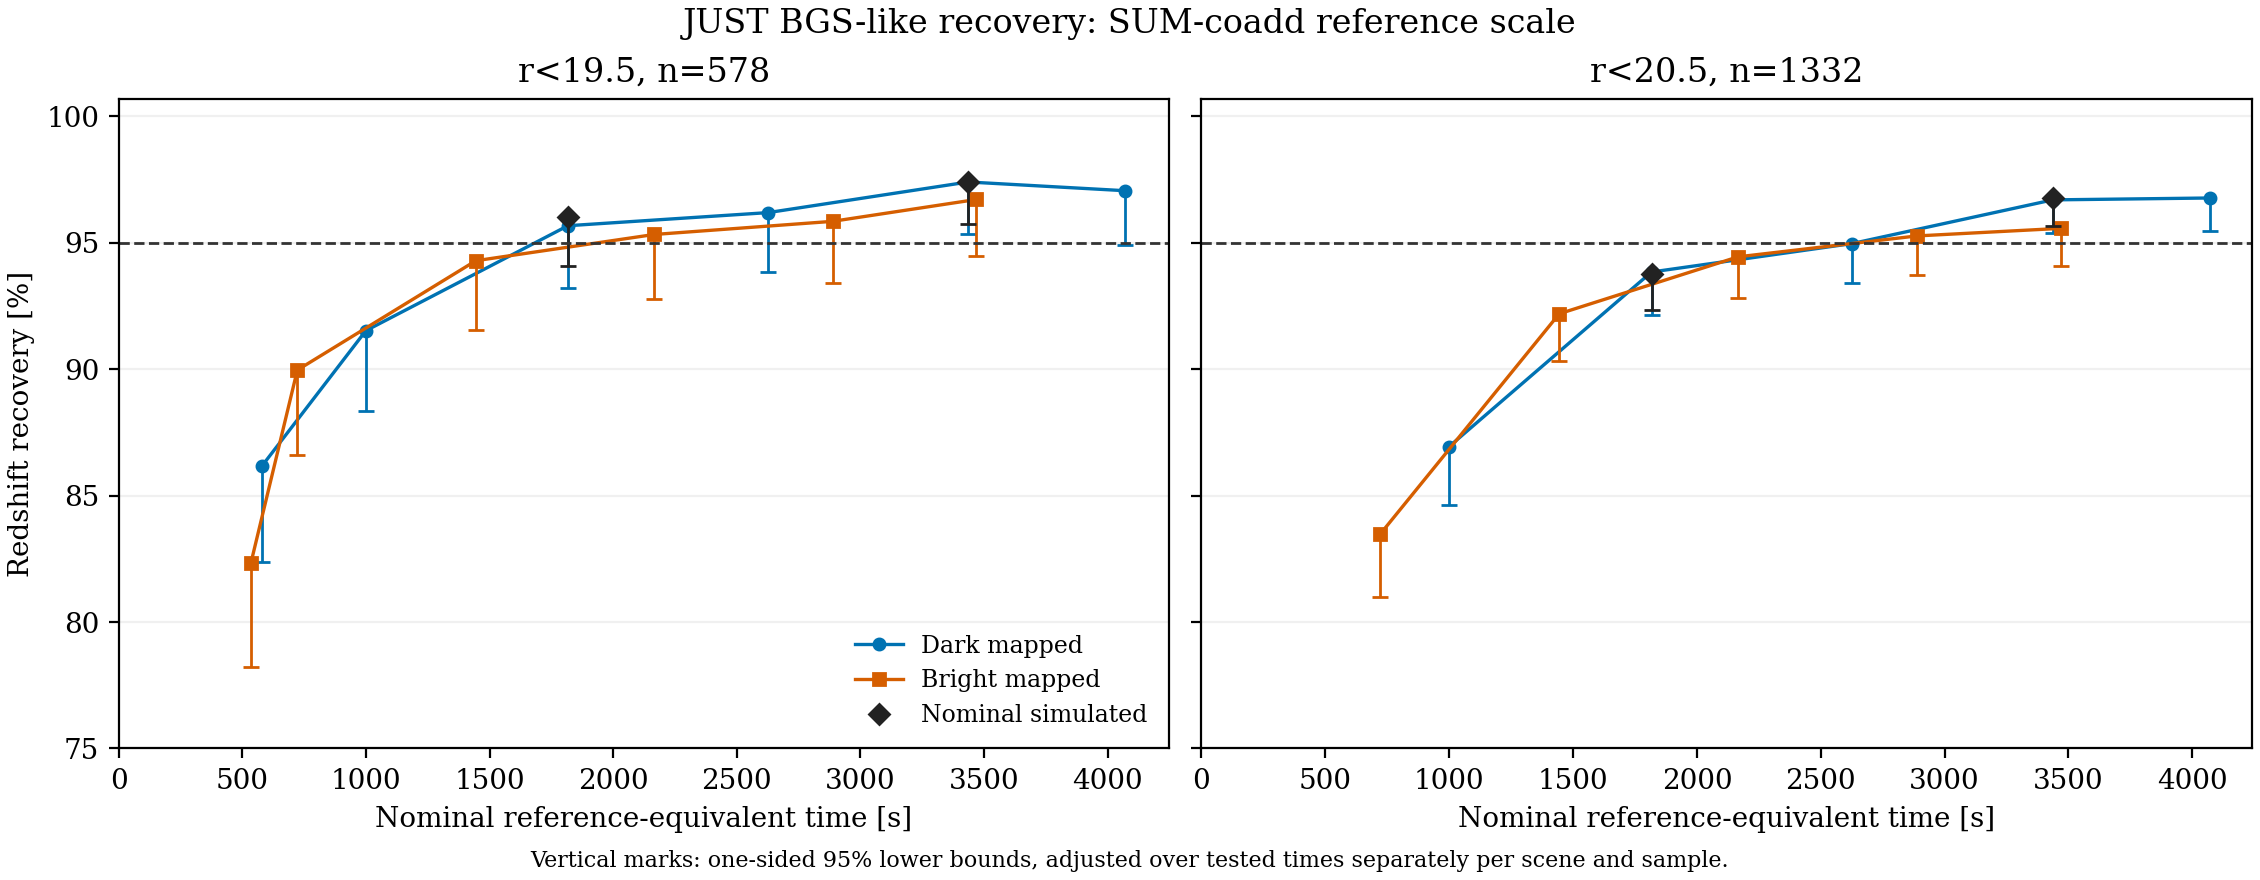 JUST BGS-like recovery: SUM-coadd reference scale
r<19.5, n=578
r<20.5, n=1332
Redshift recovery [%]
100
95
90
85
80
75
Dark mapped
Bright mapped
Nominal simulated
0 500 1000 1500 2000 2500 3000 3500 4000
0 500 1000 1500 2000 2500 3000 3500 4000
Nominal reference-equivalent time [s]
Nominal reference-equivalent time [s]
Vertical marks: one-sided 95% lower bounds, adjusted over tested times separately per scene and sample.